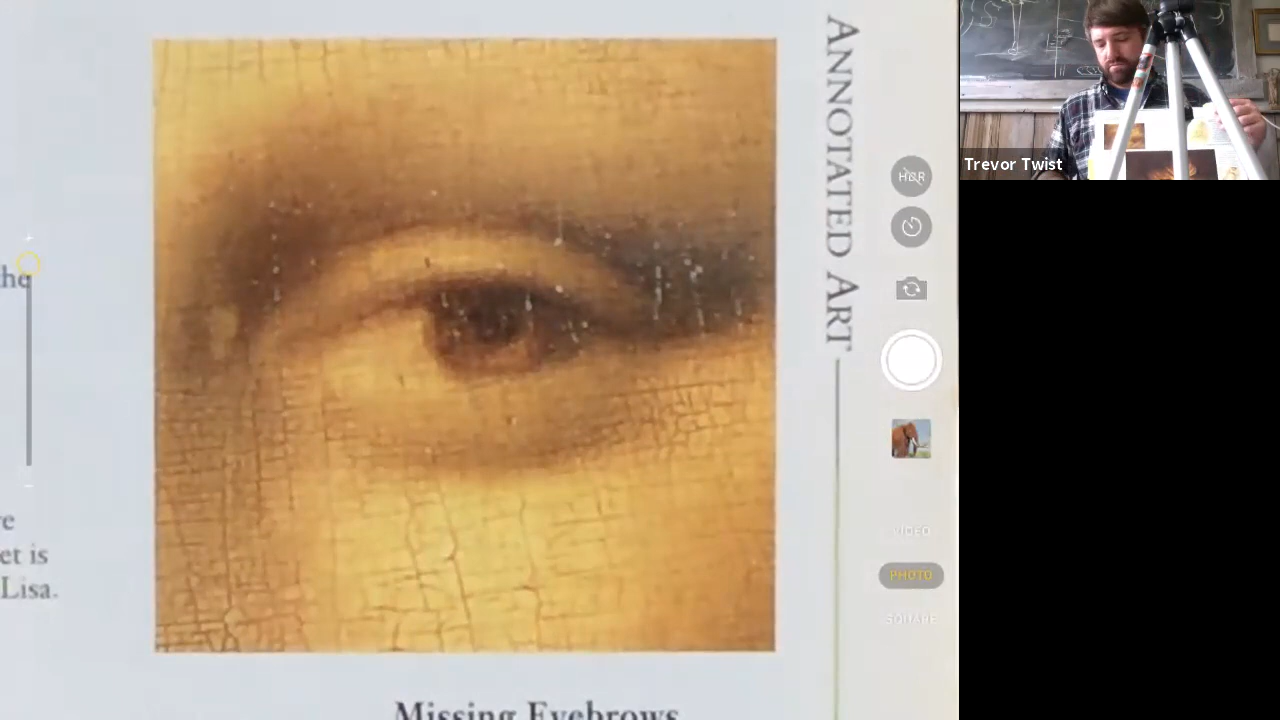 he
re
et is
Lisa.
Missing Eyebrows
ANNOTATED ART
HDR
VIDEO
PHOTO
SQUARE
Trevor Twist